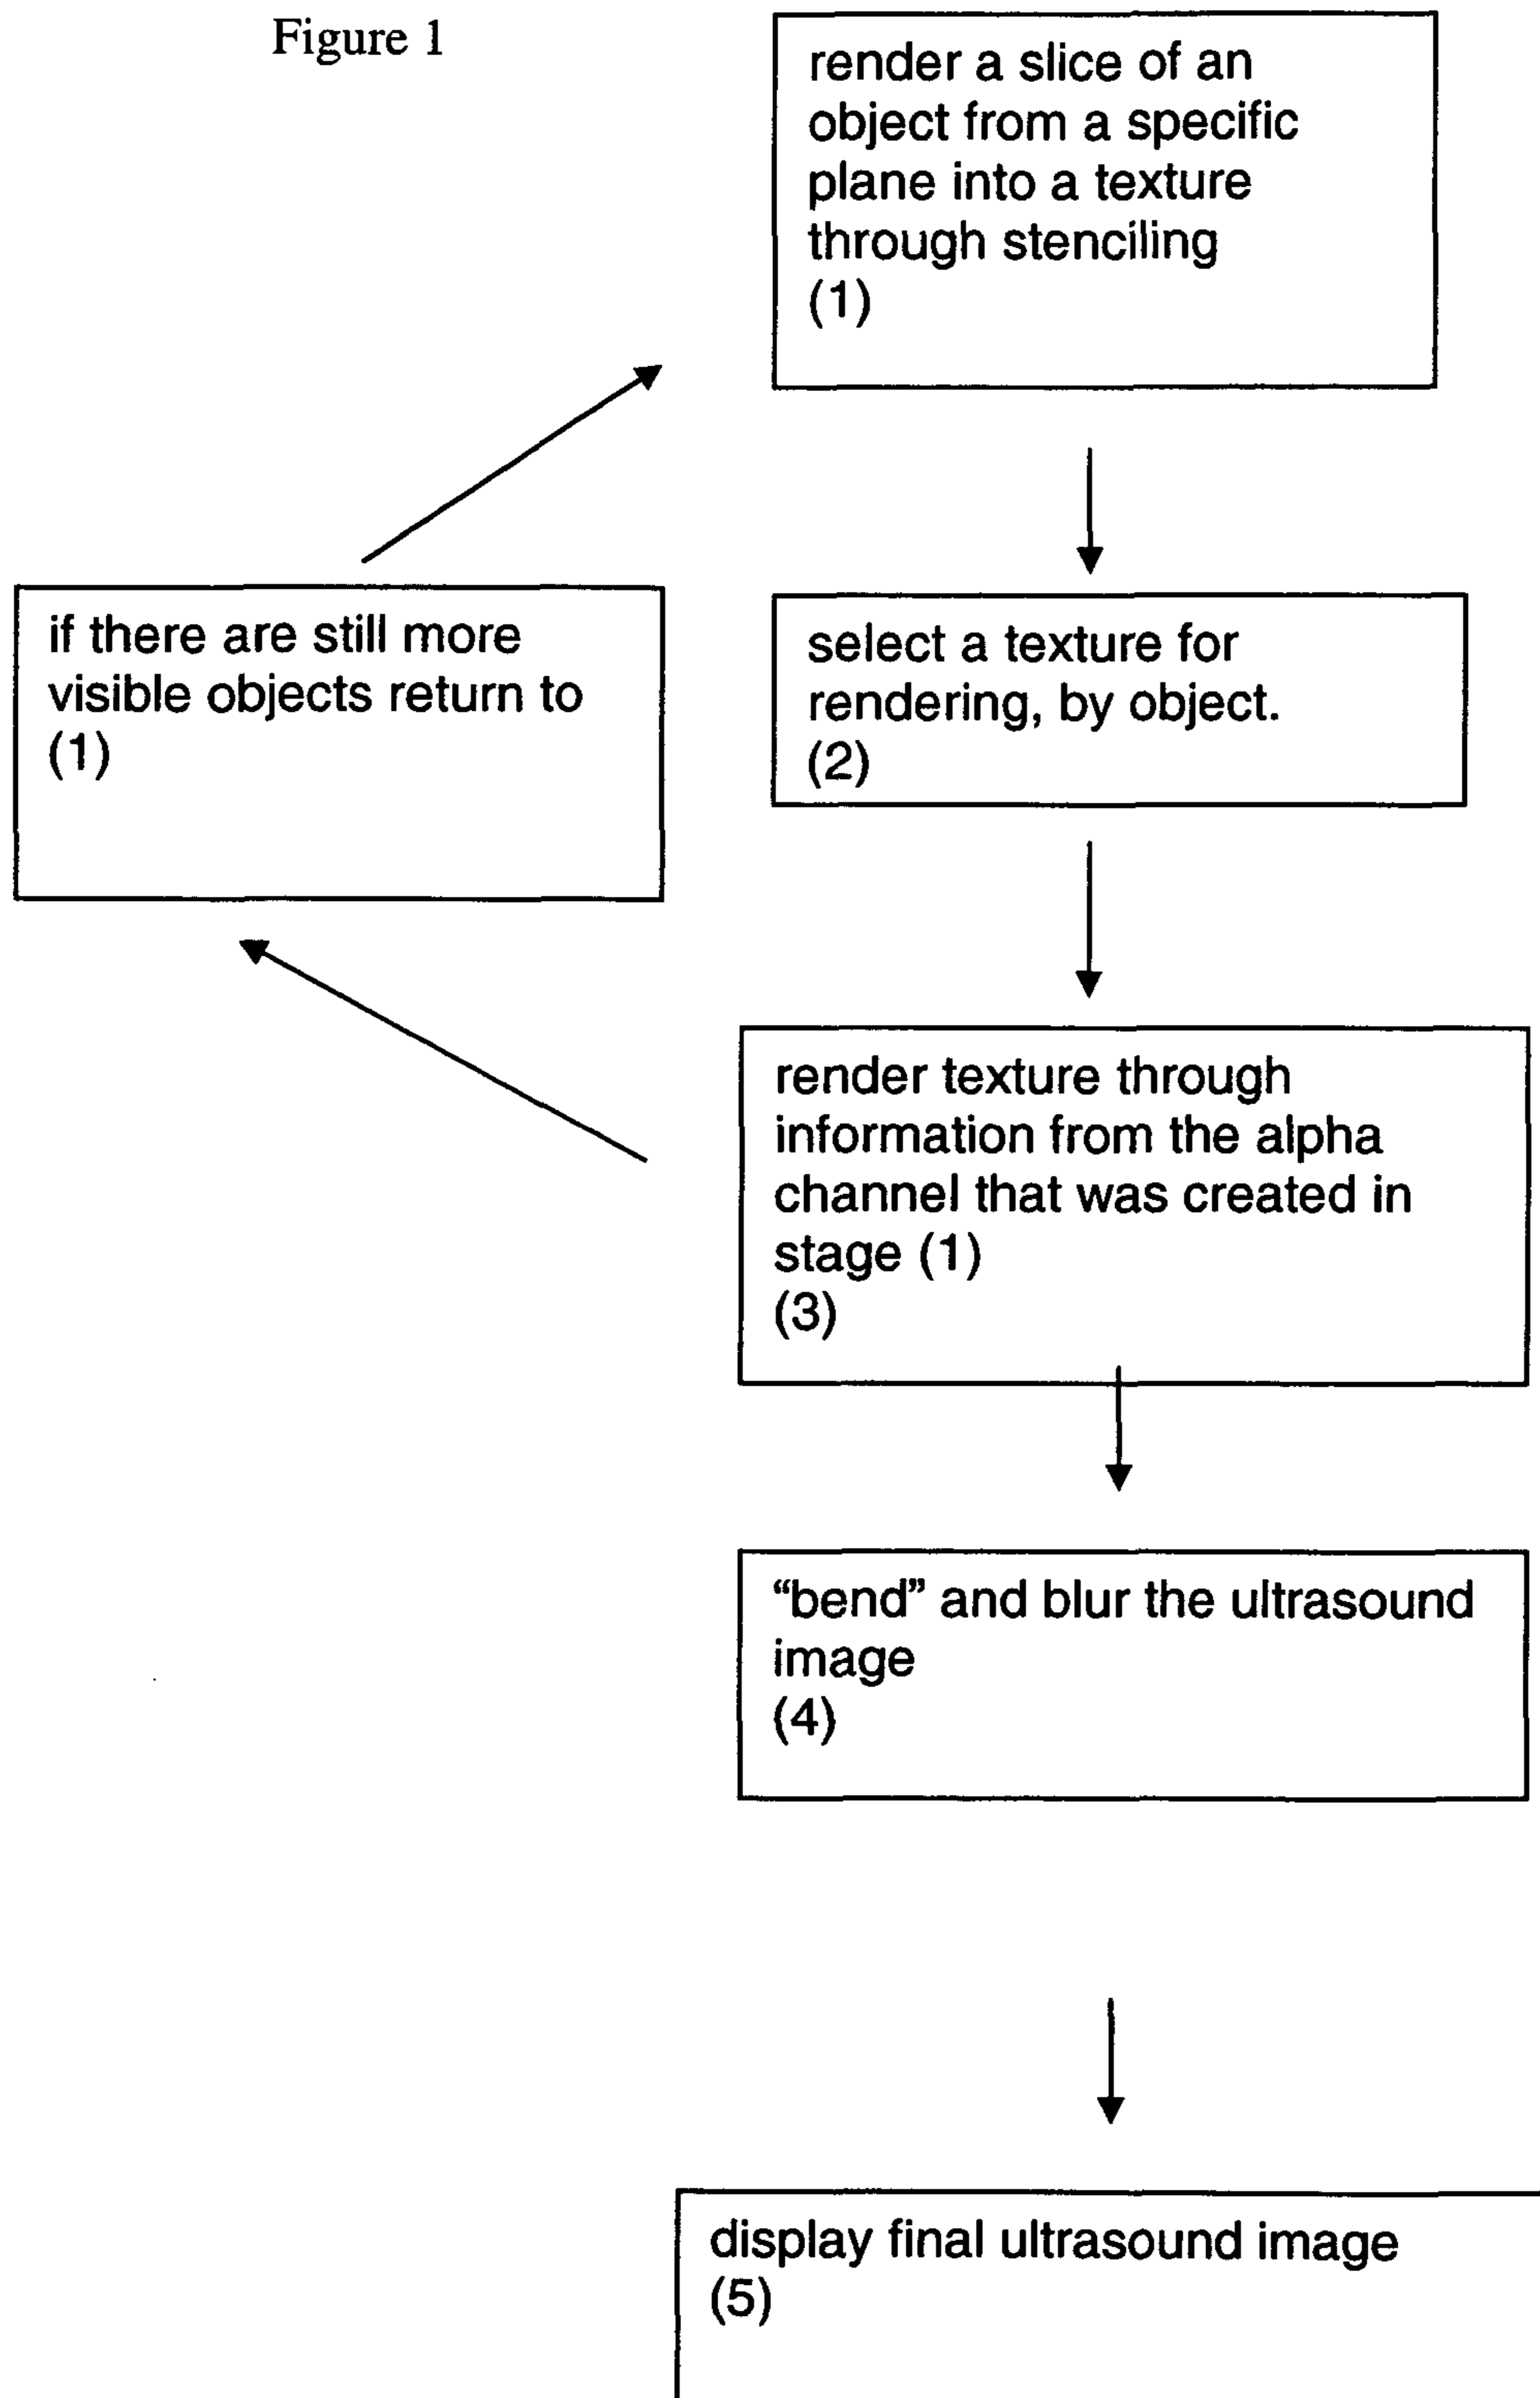 Figure 1
render a slice of an
object from a specific
plane into a texture
through stenciling
(1)
if there are still more
visible objects return to
(1)
select a texture for
rendering, by object.
(2)
render texture through
information from the alpha
channel that was created in
stage (1)
(3)
“bend” and blur the ultrasound
image
(4)
display final ultrasound image
(5)